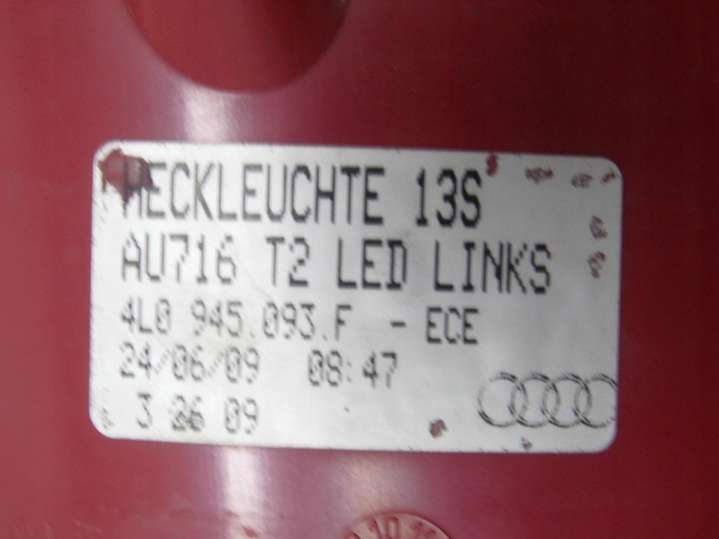 HECKLEUCHTE 13S
AU716 T2 LED LINKS
4L0 945.093.F - ECE
24/06/09 08:47
3 26 09